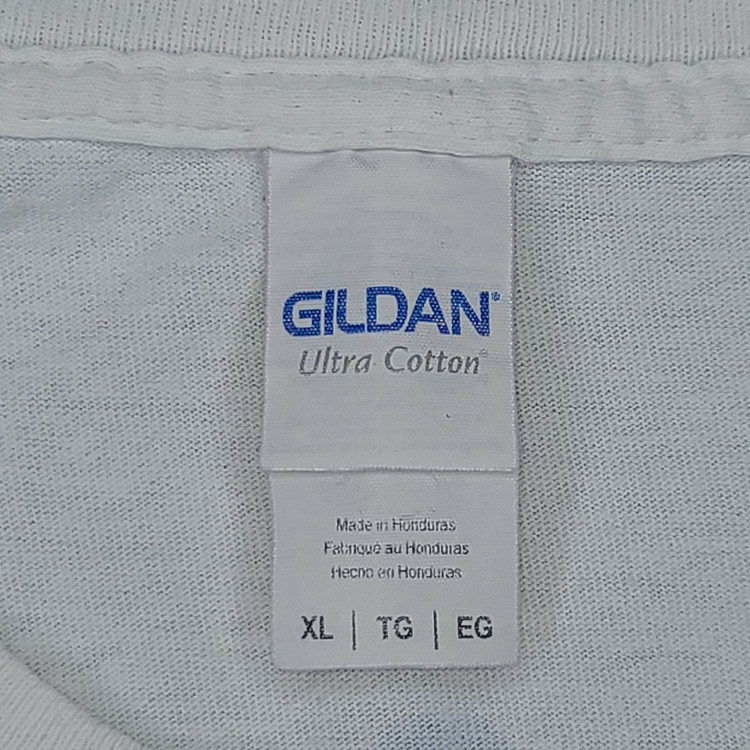 GILDAN®
Ultra Cotton®
Made in Honduras
Fabriqué au Honduras
Hecho en Honduras
XL | TG | EG